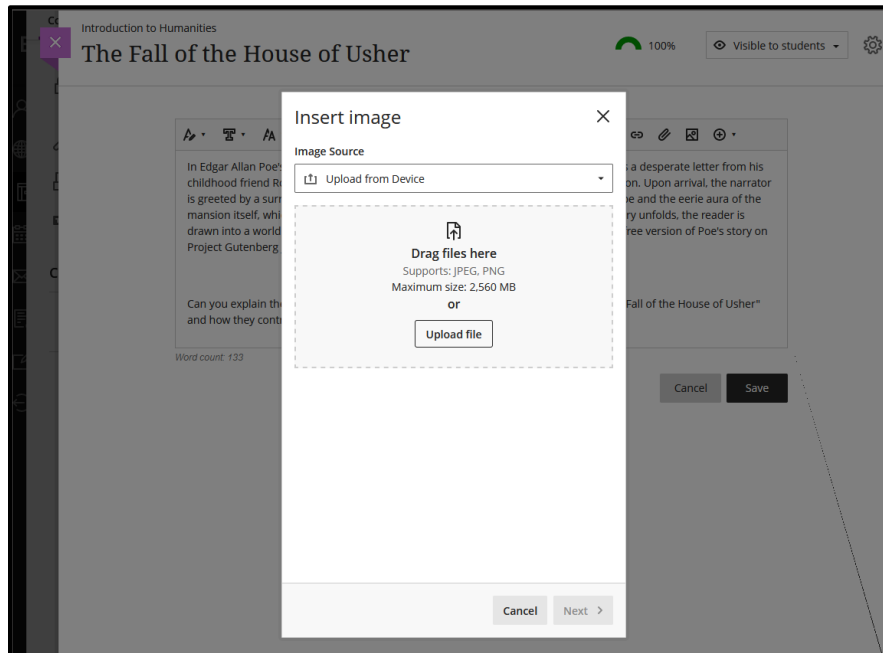 Co
Introduction to Humanities
The Fall of the House of Usher
100%
Visible to students
Insert image
Image Source
Upload from Device
Drag files here
Supports: JPEG, PNG
Maximum size: 2,560 MB
or
Upload file
Cancel
Next
In Edgar Allan Poe's
s a desperate letter from his
childhood friend
on. Upon arrival, the narrator
is greeted by a
and the eerie aura of the
mansion itself,
ry unfolds, the reader is
drawn into a world
ree version of Poe's story on
Project Gutenberg
Can you explain
Fall of the House of Usher"
and how they
Word count: 133
Cancel
Save